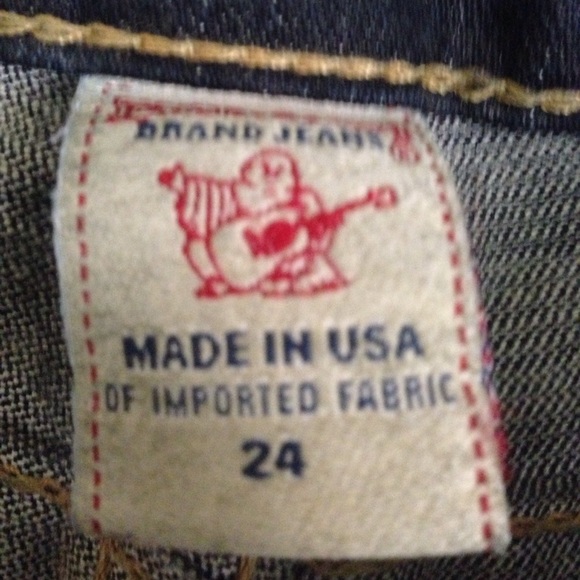 BRAND JEANS
MADE IN USA
OF IMPORTED FABRIC
24